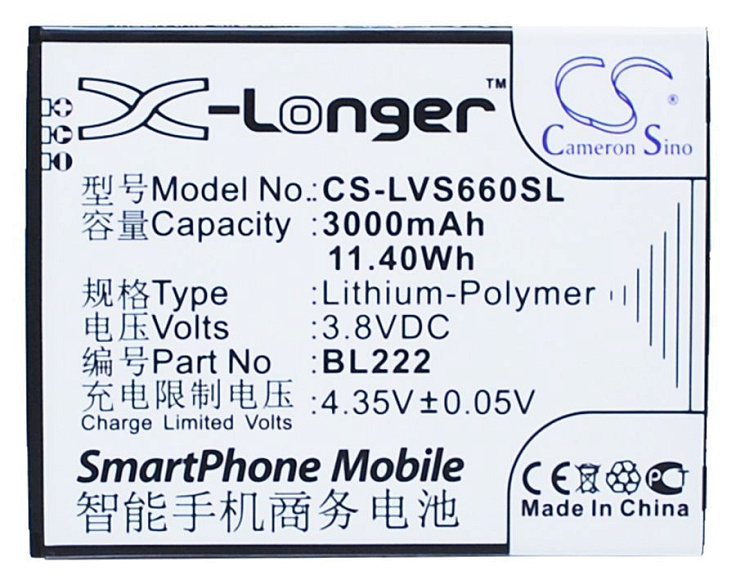 X-Longer™
CS®
Cameron Sino
+
C
-
型号Model No.:CS-LVS660SL
容量Capacity :3000mAh
11.40Wh
规格Type :Lithium-Polymer
电压Volts :3.8VDC
编号Part No :BL222
充电限制电压 :4.35V±0.05V
Charge Limited Volts
SmartPhone Mobile
智能手机商务电池
CE PCT
Made In China